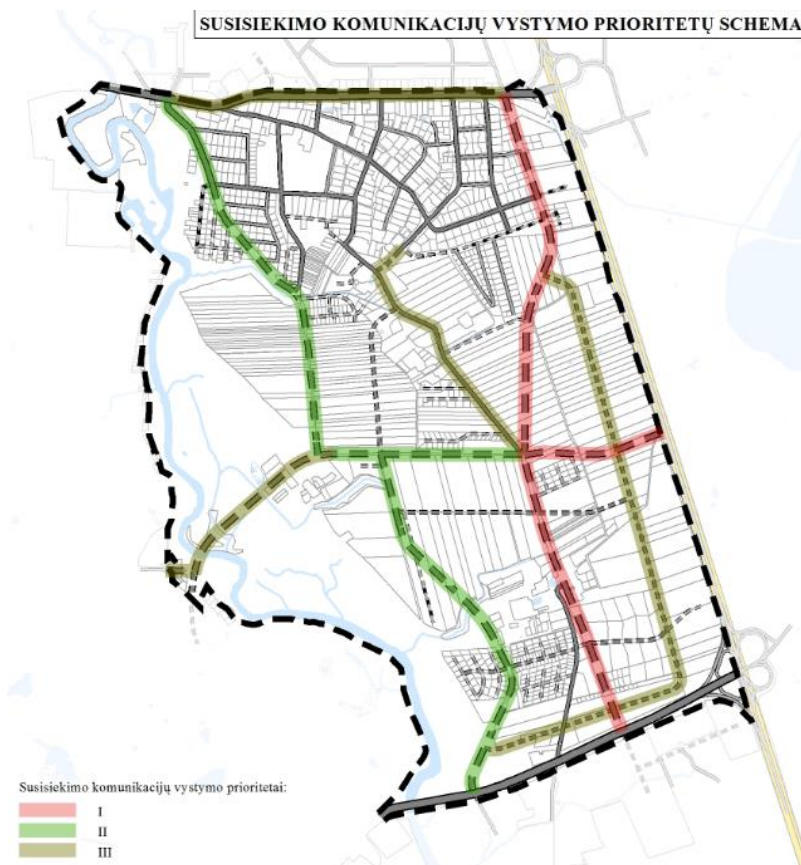 SUSISIEKIMO KOMUNIKACIJŲ VYSTYMO PRIORITETŲ SCHEMA
Susisiekimo komunikacijų vystymo prioritetai:
I
II
III